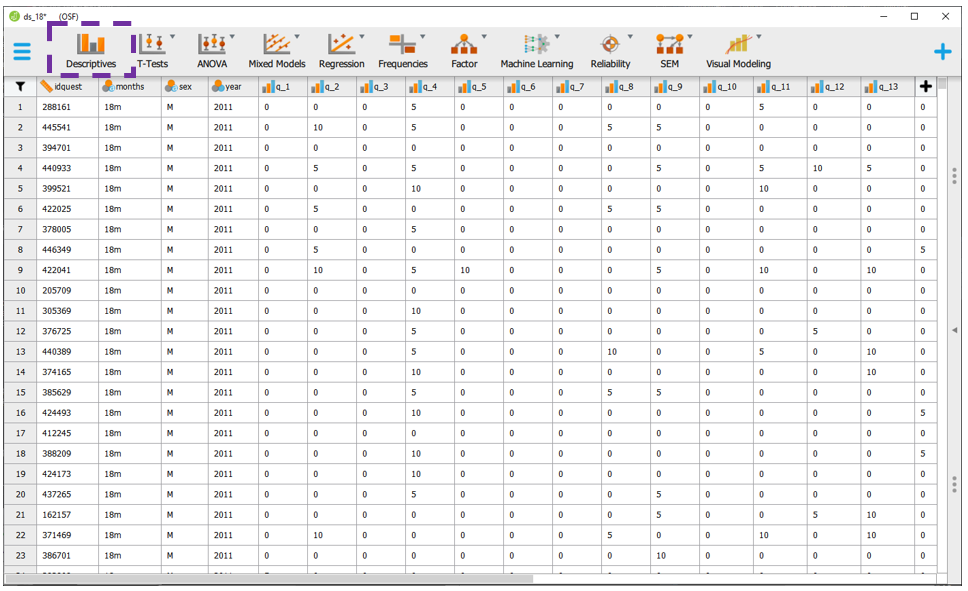 ds_18* (OSF)
Descriptives T-Tests ANOVA Mixed Models Regression Frequencies Factor Machine Learning Reliability SEM Visual Modeling
idquest months sex year q_1 q_2 q_3 q_4 q_5 q_6 q_7 q_8 q_9 q_10 q_11 q_12 q_13
1 288161 18m M 2011 0 0 0 5 0 0 0 0 0 0 5 0 0 0
2 445541 18m M 2011 0 10 0 5 0 0 0 5 5 0 0 0 0 0
3 394701 18m M 2011 0 0 0 0 0 0 0 0 0 0 0 0 0 0
4 440933 18m M 2011 0 5 0 5 0 0 0 0 5 0 5 10 5 0
5 399521 18m M 2011 0 0 0 10 0 0 0 0 0 0 10 0 0 0
6 422025 18m M 2011 0 5 0 0 0 0 0 5 5 0 0 0 0 0
7 378005 18m M 2011 0 0 0 5 0 0 0 0 0 0 0 0 0 0
8 446349 18m M 2011 0 5 0 0 0 0 0 0 0 0 0 0 0 5
9 422041 18m M 2011 0 10 0 5 10 0 0 0 5 0 10 0 10 0
10 205709 18m M 2011 0 0 0 0 0 0 0 0 0 0 0 0 0 0
11 305369 18m M 2011 0 0 0 10 0 0 0 0 0 0 0 0 0 0
12 376725 18m M 2011 0 0 0 5 0 0 0 0 0 0 0 5 0 0
13 440389 18m M 2011 0 0 0 5 0 0 0 10 0 0 5 0 10 0
14 374165 18m M 2011 0 0 0 10 0 0 0 0 0 0 0 0 10 0
15 385629 18m M 2011 0 0 0 5 0 0 0 5 5 0 0 0 0 0
16 424493 18m M 2011 0 0 0 10 0 0 0 0 0 0 0 0 0 5
17 412245 18m M 2011 0 0 0 0 0 0 0 0 0 0 0 0 0 0
18 388209 18m M 2011 0 0 0 10 0 0 0 0 0 0 0 0 0 5
19 424173 18m M 2011 0 0 0 10 0 0 0 0 0 0 0 0 0 0
20 437265 18m M 2011 0 0 0 5 0 0 0 0 5 0 0 0 0 0
21 162157 18m M 2011 0 0 0 0 0 0 0 0 5 0 0 5 10 0
22 371469 18m M 2011 0 10 0 0 0 0 0 5 0 0 10 0 10 0
23 386701 18m M 2011 0 0 0 0 0 0 0 0 10 0 0 0 0 0